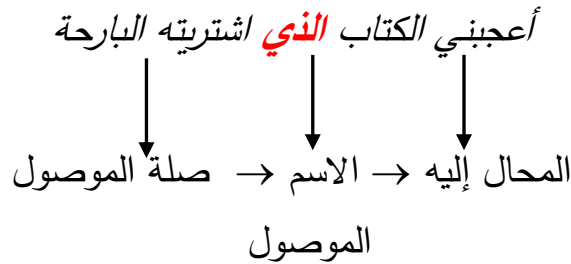 أعجبني الكتاب الذي اشتريته البارحة
المحال إليه → الاسم → صلة الموصول
الموصول